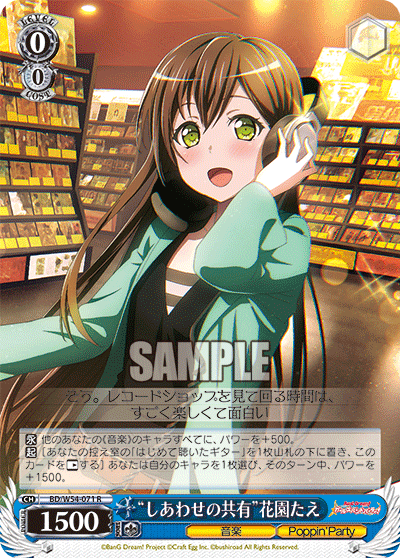 LEVEL
0
0
COST
SAMPLE
そう。レコードショップを見て回る時間は、
すごく楽しくて面白い
永 他のあなたの《音楽》のキャラすべてに、パワーを+500。
起 [あなたの控え室の「はじめて聴いたギター」を1枚山札の下に置き、この
カードを する] あなたは自分のキャラを1枚選び、そのターン中、パワーを
+1500。
CH BD/W54-071 R
1500
“しあわせの共有”花園たえ
音楽 Poppin'Party
©BanG Dream! Project ©Craft Egg Inc. ©bushiroad All Rights Reserved.